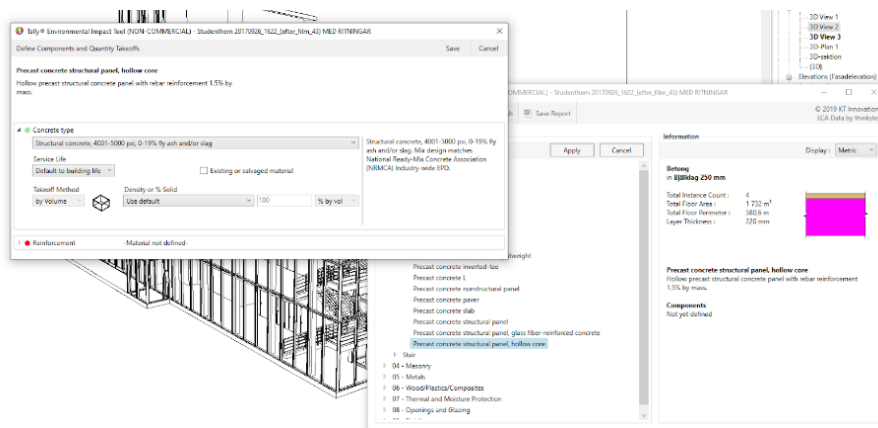 Tally® Environmental Impact Tool (NON-COMMERCIAL) - Studenthem 20170926_1622_(efter_film_43) MED RITNINGAR
Define Components and Quantity Takeoffs
Save
Cancel
Precast concrete structural panel, hollow core
Hollow precast structural concrete panel with rebar reinforcement 1.5% by
mass.
Concrete type
Structural concrete, 4001-5000 psi, 0-19% fly ash and/or slag
Service Life
Default to building life
Existing or salvaged material
Takeoff Method
by Volume
Density or % Solid
Use default
100
% by vol
Structural concrete, 4001-5000 psi, 0-19% fly
ash and/or slag. Mix design matches
National Ready-Mix Concrete Association
(NRMCA) Industry-wide EPD.
Reinforcement
-Material not defined-
3D View 1
3D View 2
3D View 3
3D-Plan 1
3D-sektion
{3D}
Elevations (Fasadelevation)
OMMERCIAL) - Studenthem 20170926_1622_(efter_film_43) MED RITNINGAR
Save Report
© 2019 KT Innovation
LCA Data by thinkste
Apply
Cancel
Precast concrete inverted-tee
Precast concrete L
Precast concrete nonstructural panel
Precast concrete paver
Precast concrete slab
Precast concrete structural panel
Precast concrete structural panel, glass fiber-reinforced concrete
Precast concrete structural panel, hollow core
Stair
04 - Masonry
05 - Metals
06 - Wood/Plastics/Composites
07 - Thermal and Moisture Protection
08 - Openings and Glazing
Information
Display:
Metric
Betong
in Bjälklag 250 mm
Total Instance Count:
4
Total Floor Area:
1 732 m²
Total Floor Perimeter:
380,6 m
Layer Thickness:
220 mm
Precast concrete structural panel, hollow core
Hollow precast structural concrete panel with rebar reinforcement
1.5% by mass.
Components
Not yet defined